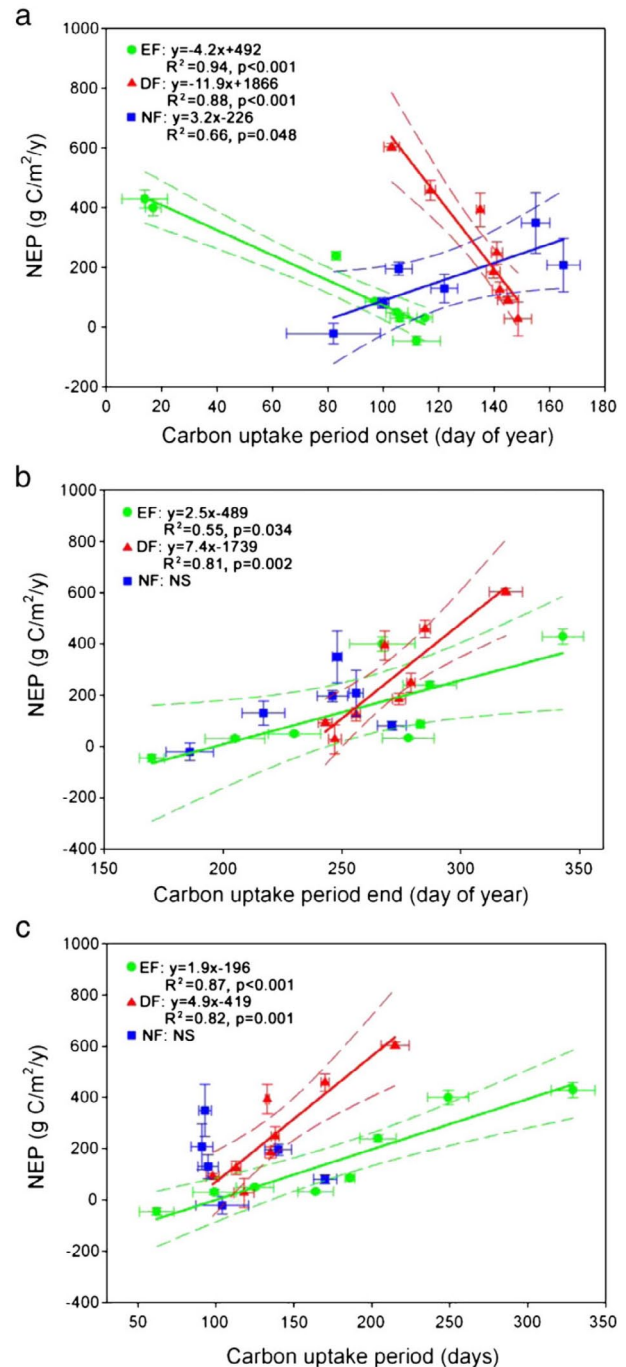 a
1000
800
600
400
200
0
-200
NEP (g C/m²/y)
EF: y=-4.2x+492
R²=0.94, p<0.001
DF: y=-11.9x+1866
R²=0.88, p<0.001
NF: y=3.2x-226
R²=0.66, p=0.048
0 20 40 60 80 100 120 140 160 180
Carbon uptake period onset (day of year)
b
1000
800
600
400
200
0
-200
-400
NEP (g C/m²/y)
EF: y=2.5x-489
R²=0.55, p=0.034
DF: y=7.4x-1739
R²=0.81, p=0.002
NF: NS
150 200 250 300 350
Carbon uptake period end (day of year)
c
1000
800
600
400
200
0
-200
-400
NEP (g C/m²/y)
EF: y=1.9x-196
R²=0.87, p<0.001
DF: y=4.9x-419
R²=0.82, p=0.001
NF: NS
50 100 150 200 250 300 350
Carbon uptake period (days)